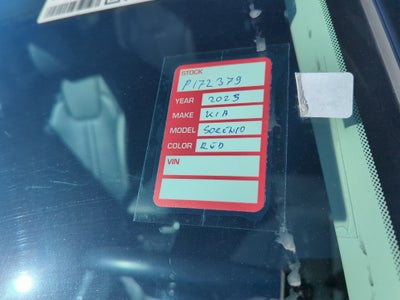 STOCK
P172379
YEAR 2025
MAKE KIA
MODEL SORENTO
COLOR RED
VIN